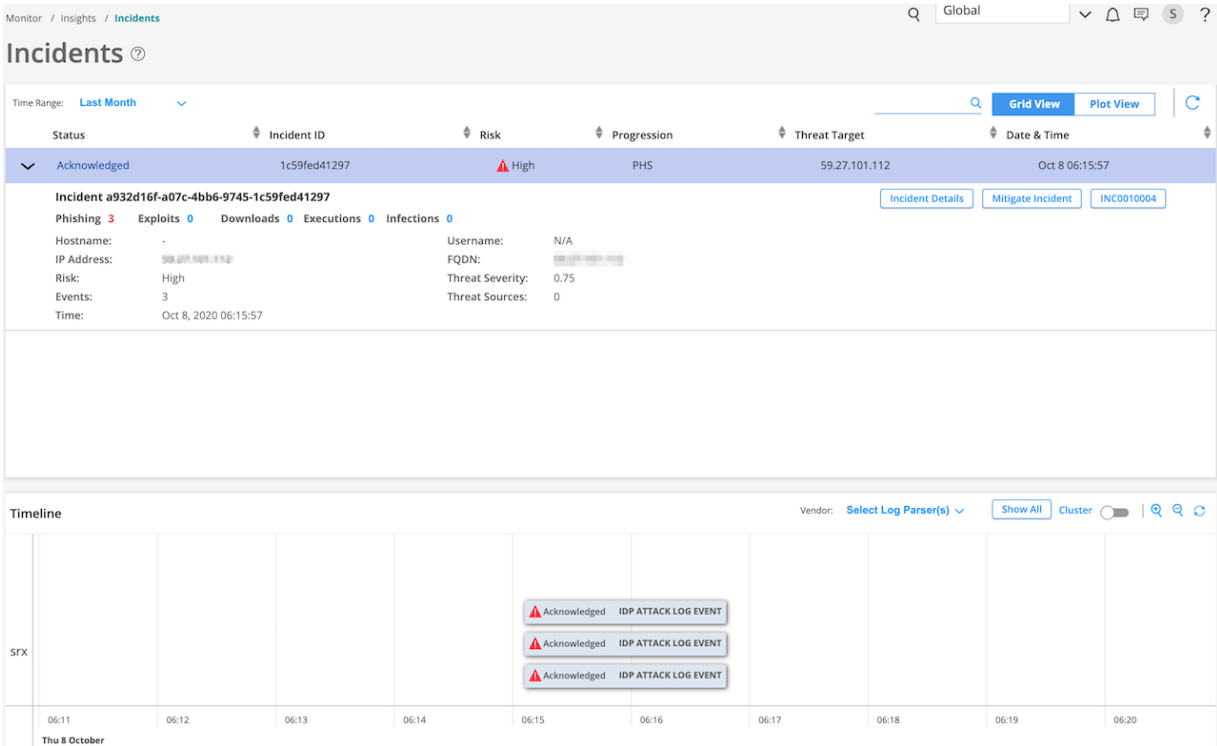 Monitor / Insights / Incidents
Global
S
?
Incidents ?
Time Range: Last Month
Grid View Plot View
Status Incident ID Risk Progression Threat Target Date & Time
Acknowledged 1c59fed41297 High PHS 59.27.101.112 Oct 8 06:15:57
Incident a932d16f-a07c-4bb6-9745-1c59fed41297
Incident Details Mitigate Incident INC0010004
Phishing 3 Exploits 0 Downloads 0 Executions 0 Infections 0
Hostname: - Username: N/A
IP Address: FQDN:
Risk: High Threat Severity: 0.75
Events: 3 Threat Sources: 0
Time: Oct 8, 2020 06:15:57
Timeline Vendor: Select Log Parser(s) Show All Cluster
Acknowledged IDP ATTACK LOG EVENT
Acknowledged IDP ATTACK LOG EVENT
srx
Acknowledged IDP ATTACK LOG EVENT
06:11 06:12 06:13 06:14 06:15 06:16 06:17 06:18 06:19 06:20
Thu 8 October